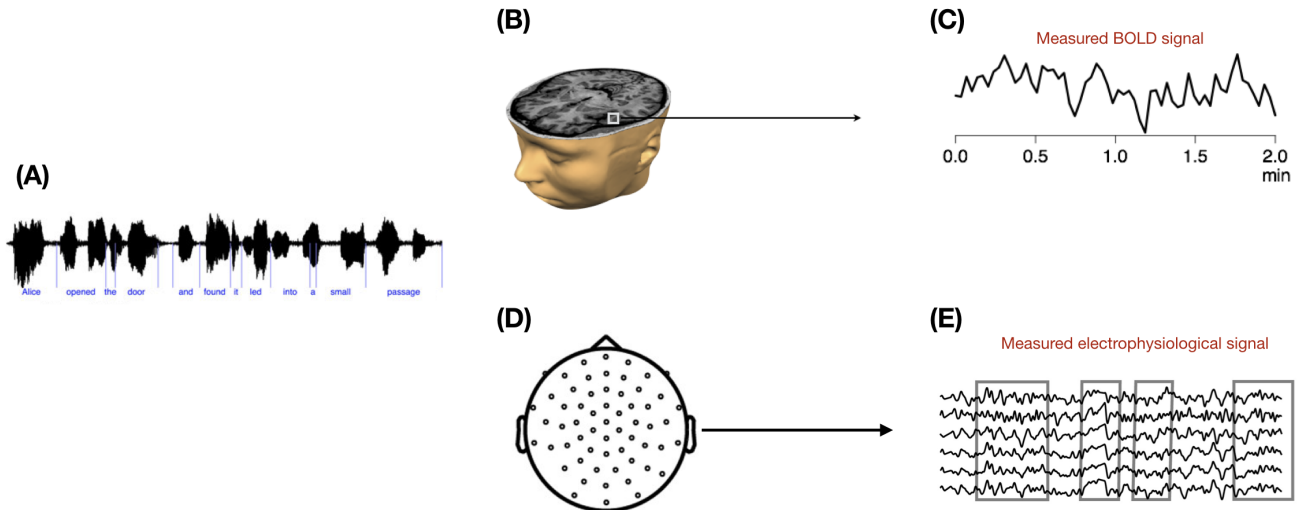 (A)
Alice opened the door and found it led into a small passage
(B)
(C)
Measured BOLD signal
0.0 0.5 1.0 1.5 2.0
min
(D)
(E)
Measured electrophysiological signal